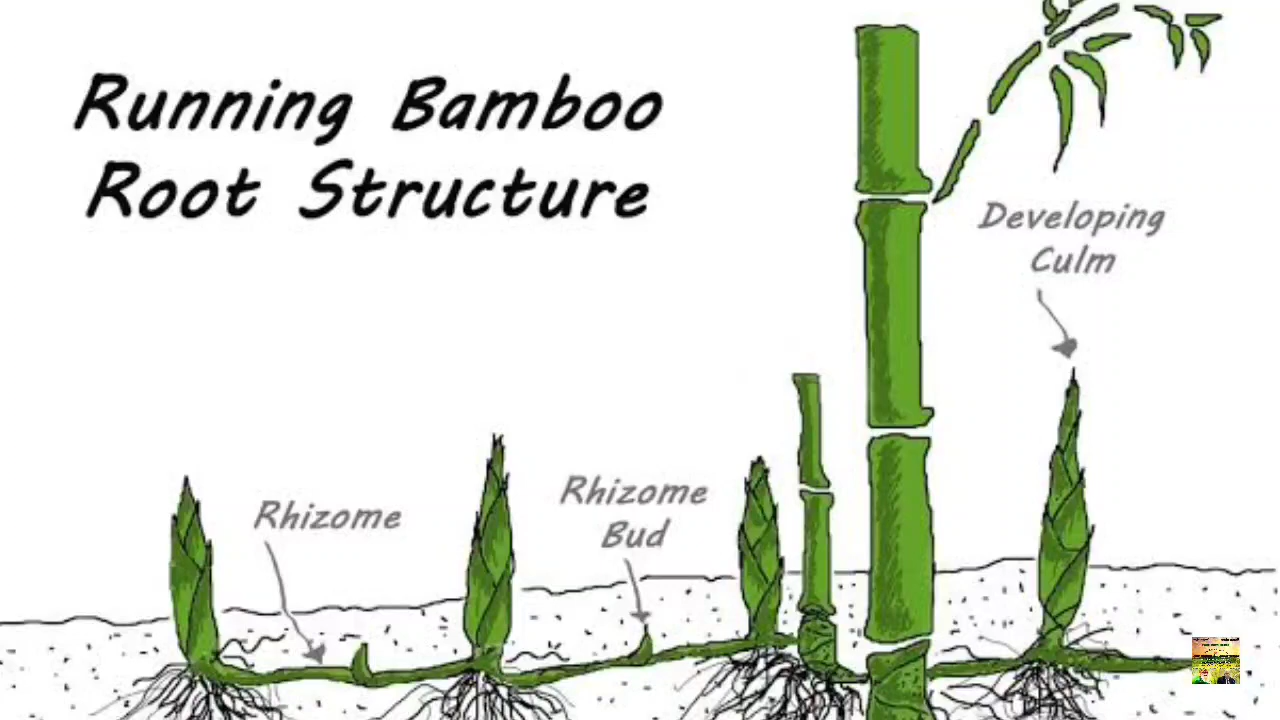 Running Bamboo
Root Structure
Developing
Culm
Rhizome
Bud
Rhizome